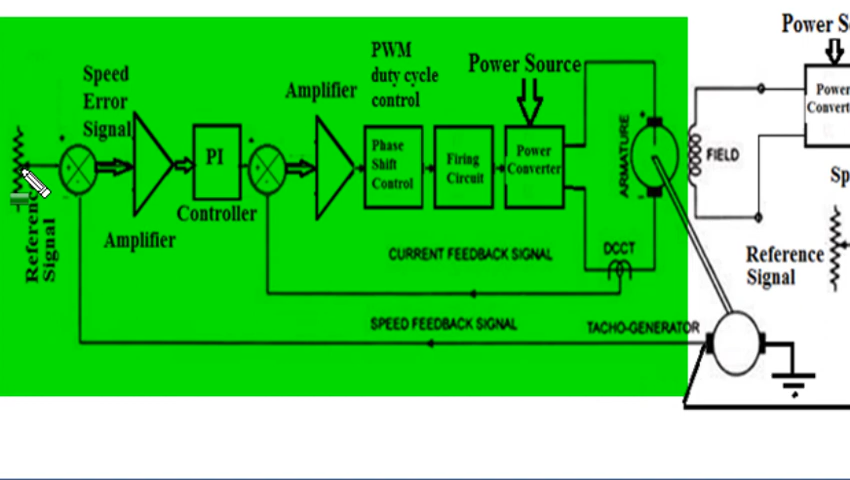 Speed
Error
Signal
PWM
duty cycle
control
Amplifier
Power Source
Power
Phase
Shift
Control
Firing
Circuit
Power
Converter
PI
Controller
Amplifier
Reference
Signal
ARMATURE
+
-
FIELD
DCCT
CURRENT FEEDBACK SIGNAL
SPEED FEEDBACK SIGNAL
TACHO-GENERATOR
Power
Reference
Signal